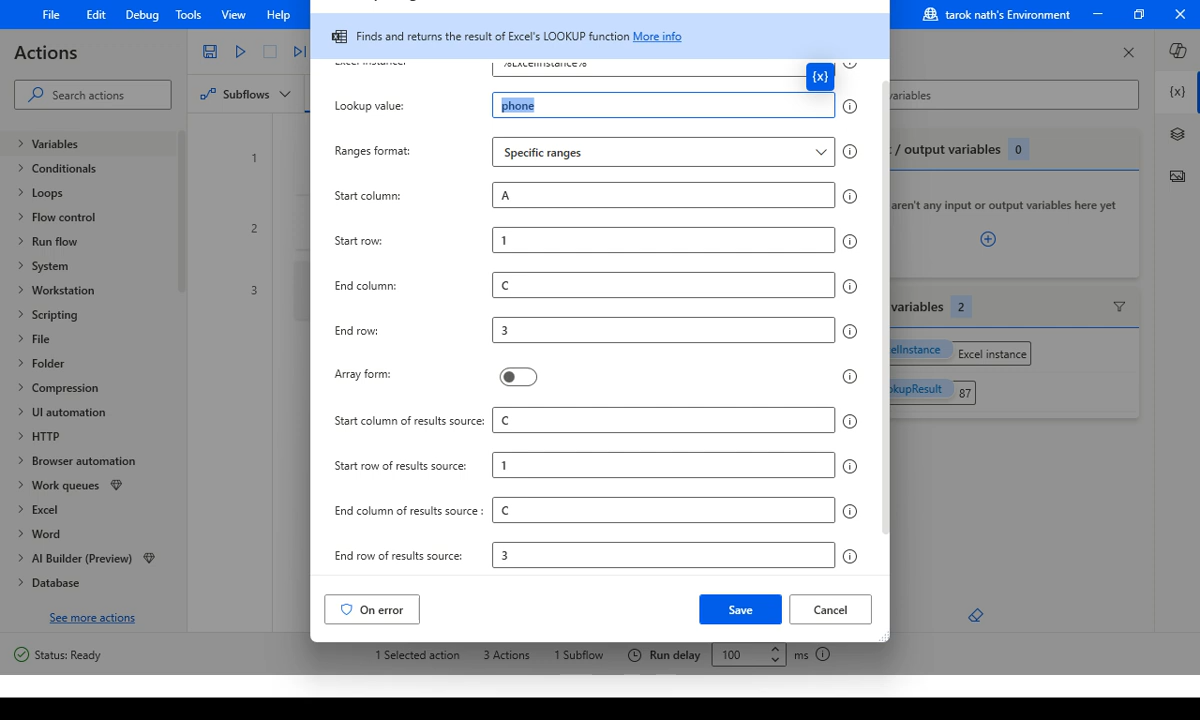 File Edit Debug Tools View Help
tarok nath's Environment
Actions
Search actions
Variables
Conditionals
Loops
Flow control
Run flow
System
Workstation
Scripting
File
Folder
Compression
UI automation
HTTP
Browser automation
Work queues
Excel
Word
AI Builder (Preview)
Database
See more actions
Subflows
1
2
3
Finds and returns the result of Excel's LOOKUP function More info
Excel instance: %ExcelInstance%
{x}
Lookup value: phone
Ranges format: Specific ranges
Start column: A
Start row: 1
End column: C
End row: 3
Array form:
Start column of results source: C
Start row of results source: 1
End column of results source : C
End row of results source: 3
On error
Save
Cancel
variables
{x}
/ output variables 0
aren't any input or output variables here yet
variables 2
elInstance Excel instance
okupResult 87
Status: Ready
1 Selected action
3 Actions
1 Subflow
Run delay 100 ms